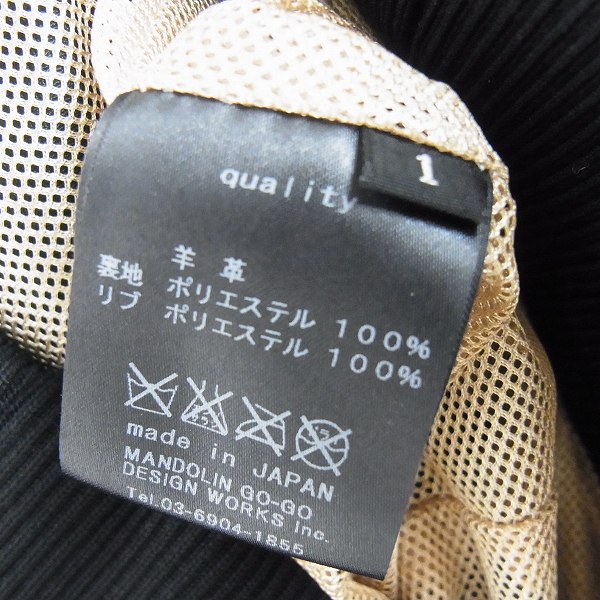 1
quality
羊革
裏地 ポリエステル 100%
リブ ポリエステル 100%
made in JAPAN
MANDOLIN GO-GO
DESIGN WORKS Inc.
Tel.03-6904-1855